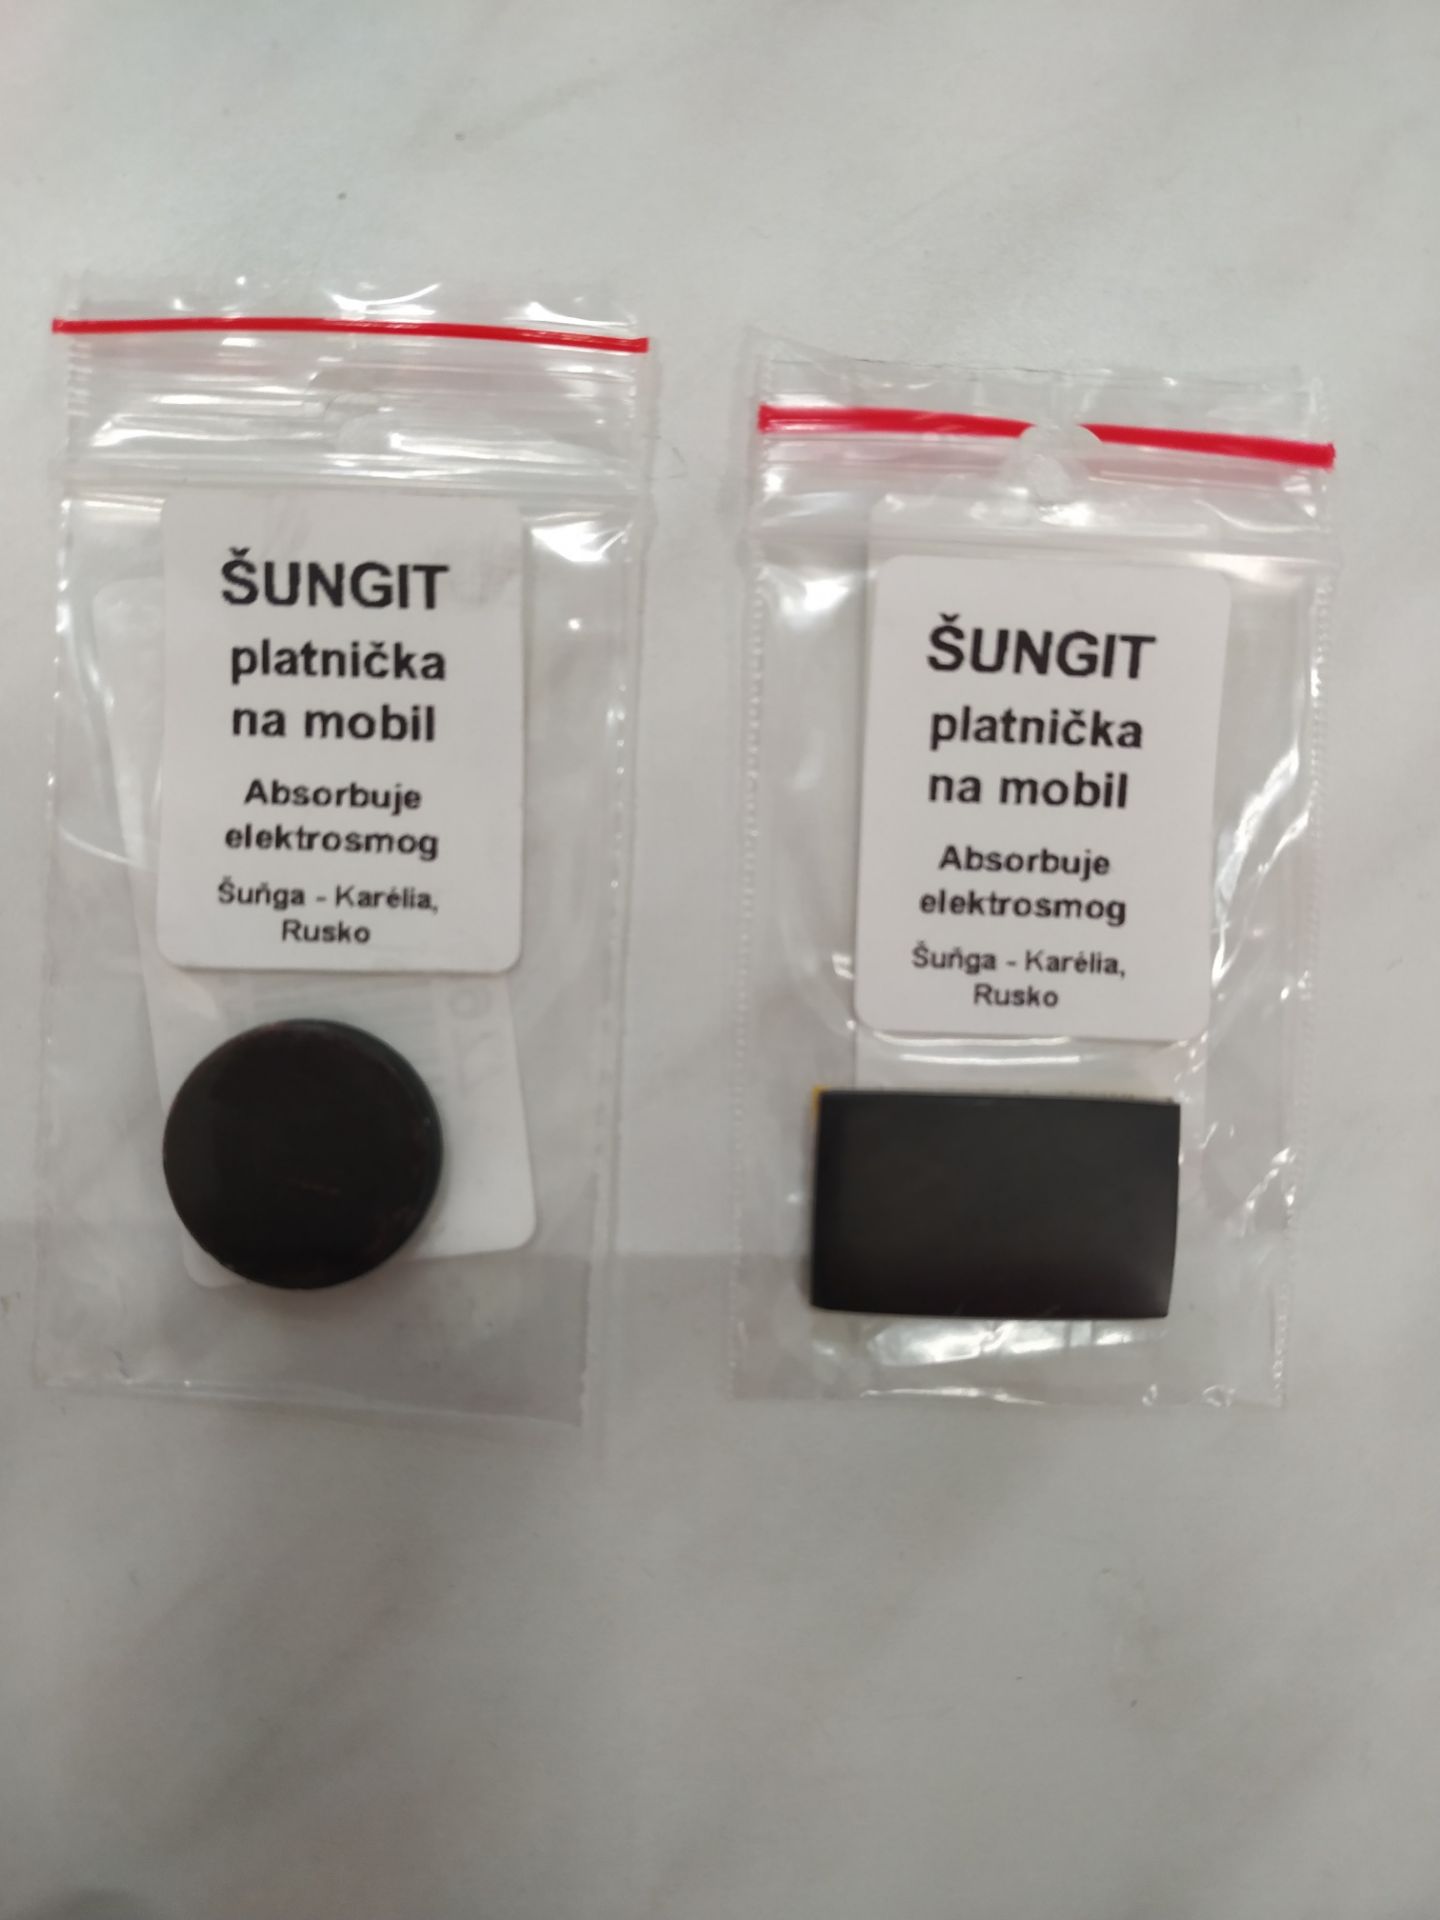 ŠUNGIT
platnička
na mobil
Absorbuje
elektrosmog
Šuňga - Karélia,
Rusko
ŠUNGIT
platnička
na mobil
Absorbuje
elektrosmog
Šuňga - Karélia,
Rusko